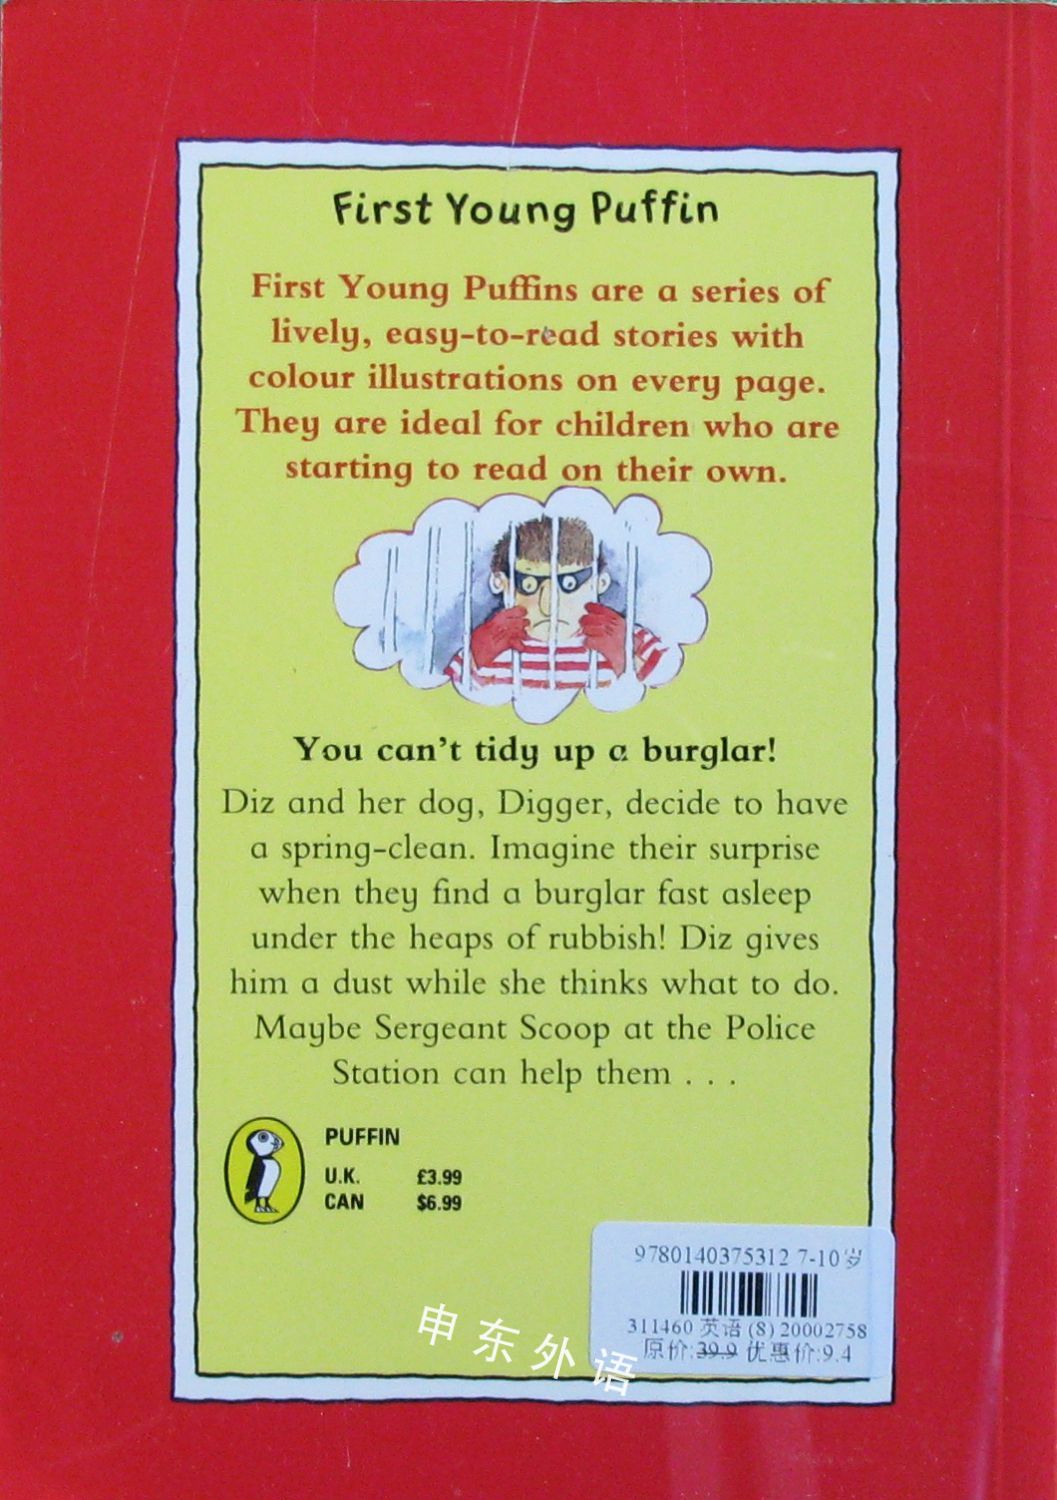 First Young Puffin
First Young Puffins are a series of
lively, easy-to-read stories with
colour illustrations on every page.
They are ideal for children who are
starting to read on their own.
You can't tidy up a burglar!
Diz and her dog, Digger, decide to have
a spring-clean. Imagine their surprise
when they find a burglar fast asleep
under the heaps of rubbish! Diz gives
him a dust while she thinks what to do.
Maybe Sergeant Scoop at the Police
Station can help them . . .
PUFFIN
U.K. £3.99
CAN $6.99
9780140375312 7-10岁
311460 英语 (8) 20002758
原价:39.9 优惠价:9.4
申东外语